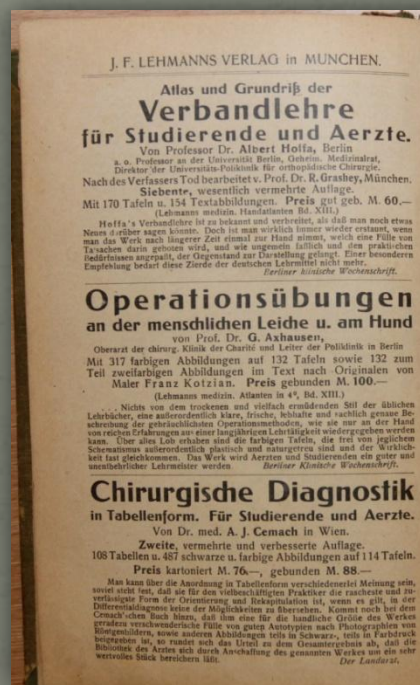 J. F. LEHMANNS VERLAG in MÜNCHEN.
Atlas und Grundriß der
Verbandlehre
für Studierende und Aerzte.
Von Professor Dr. Albert Hoffa, Berlin
a. o. Professor an der Universität Berlin, Geheim. Medizinalrat,
Direktor der Universitäts-Poliklinik für orthopädische Chirurgie.
Nach des Verfassers Tod bearbeitet v. Prof. Dr. R. Grashey, München.
Siebente, wesentlich vermehrte Auflage.
Mit 170 Tafeln u. 154 Textabbildungen. Preis gut geb. M. 60.—
(Lehmanns medizin. Handatlanten Bd. XIII.)
Hoffa's Verbandlehre ist zu bekannt und verbreitet, als daß man noch etwas
Neues darüber sagen könnte. Doch ist man wirklich immer wieder erstaunt, wenn
man das Werk nach längerer Zeit einmal zur Hand nimmt, welch eine Fülle von
Tatsachen darin geboten wird, und wie ungemein faßlich und den praktischen
Bedürfnissen angepaßt, der Gegenstand zur Darstellung gelangt. Einer besonderen
Empfehlung bedarf diese Zierde der deutschen Lehrmittel nicht mehr.
Berliner klinische Wochenschrift.
Operationsübungen
an der menschlichen Leiche u. am Hund
von Prof. Dr. G. Axhausen,
Oberarzt der chirurg. Klinik der Charité und Leiter der Poliklinik in Berlin
Mit 317 farbigen Abbildungen auf 132 Tafeln sowie 132 zum
Teil zweifarbigen Abbildungen im Text nach Originalen von
Maler Franz Kotzian. Preis gebunden M. 100.—
(Lehmanns medizin. Atlanten in 4°, Bd. XIII.)
. . . Nichts von dem trockenen und vielfach ermüdenden Stil der üblichen
Lehrbücher, eine außerordentlich klare, frische, lebhafte und sachlich genaue Be-
schreibung der gebräuchlichsten Operationsmethoden, wie sie nur an der Hand
von reichen Erfahrungen aus einer langjährigen Lehrtätigkeit wiedergegeben werden
kann. Über alles Lob erhaben sind die farbigen Tafeln, die frei von jeglichem
Schematismus außerordentlich plastisch und naturgetreu sind und der Wirklich-
keit fast gleichkommen. Das Werk wird Aerzten und Studierenden ein guter und
unentbehrlicher Lehrmeister werden. Berliner Klinische Wochenschrift.
Chirurgische Diagnostik
in Tabellenform. Für Studierende und Aerzte.
Von Dr. med. A. J. Cemach in Wien.
Zweite, vermehrte und verbesserte Auflage.
108 Tabellen u. 487 schwarze u. farbige Abbildungen auf 114 Tafeln.
Preis kartoniert M. 76.—, gebunden M. 88.—
Man kann über die Anordnung in Tabellenform verschiedenerlei Meinung sein,
soviel steht fest, daß sie für den vielbeschäftigten Praktiker die rascheste und zu-
verlässigste Form der Orientierung und Rekapitulation ist, wenn es gilt, in der
Differentialdiagnose keine der Möglichkeiten zu übersehen. Kommt noch bei dem
Cemach'schen Buch hinzu, daß ihm eine für die handliche Größe des Werkes
geradezu verschwenderische Fülle von guten Autotypien nach Photographien von
Röntgenbildern, sowie anderen Abbildungen teils in Schwarz-, teils in Farbdruck
beigegeben ist, so rundet sich das Urteil zu dem Gesamtergebnis ab, daß die
Bibliothek des Arztes sich durch Anschaffung des genannten Werkes um ein sehr
wertvolles Stück bereichern läßt. Der Landarzt.